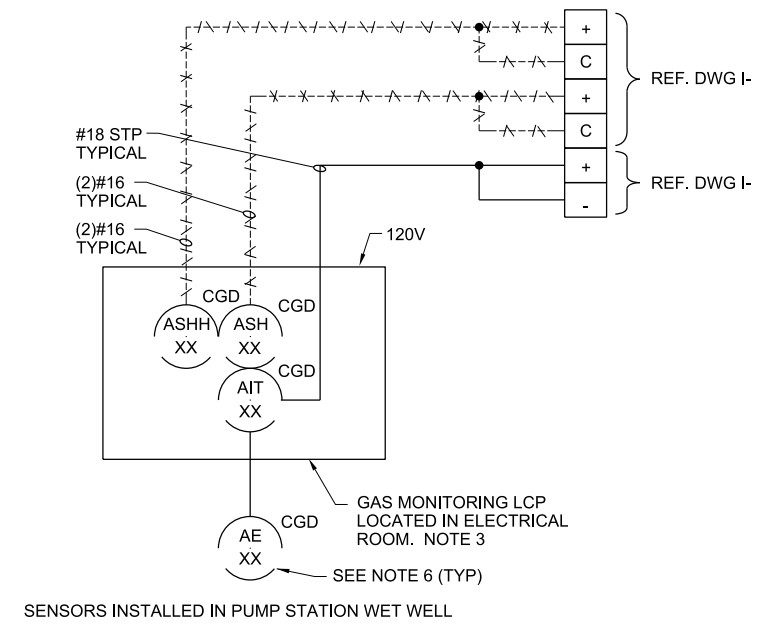 +
C
+
C
REF. DWG I-
+
-
REF. DWG I-
#18 STP
TYPICAL
(2)#16
TYPICAL
(2)#16
TYPICAL
120V
CGD
CGD
ASHH
XX
ASH
XX
CGD
AIT
XX
GAS MONITORING LCP
LOCATED IN ELECTRICAL
ROOM. NOTE 3
CGD
AE
XX
SEE NOTE 6 (TYP)
SENSORS INSTALLED IN PUMP STATION WET WELL